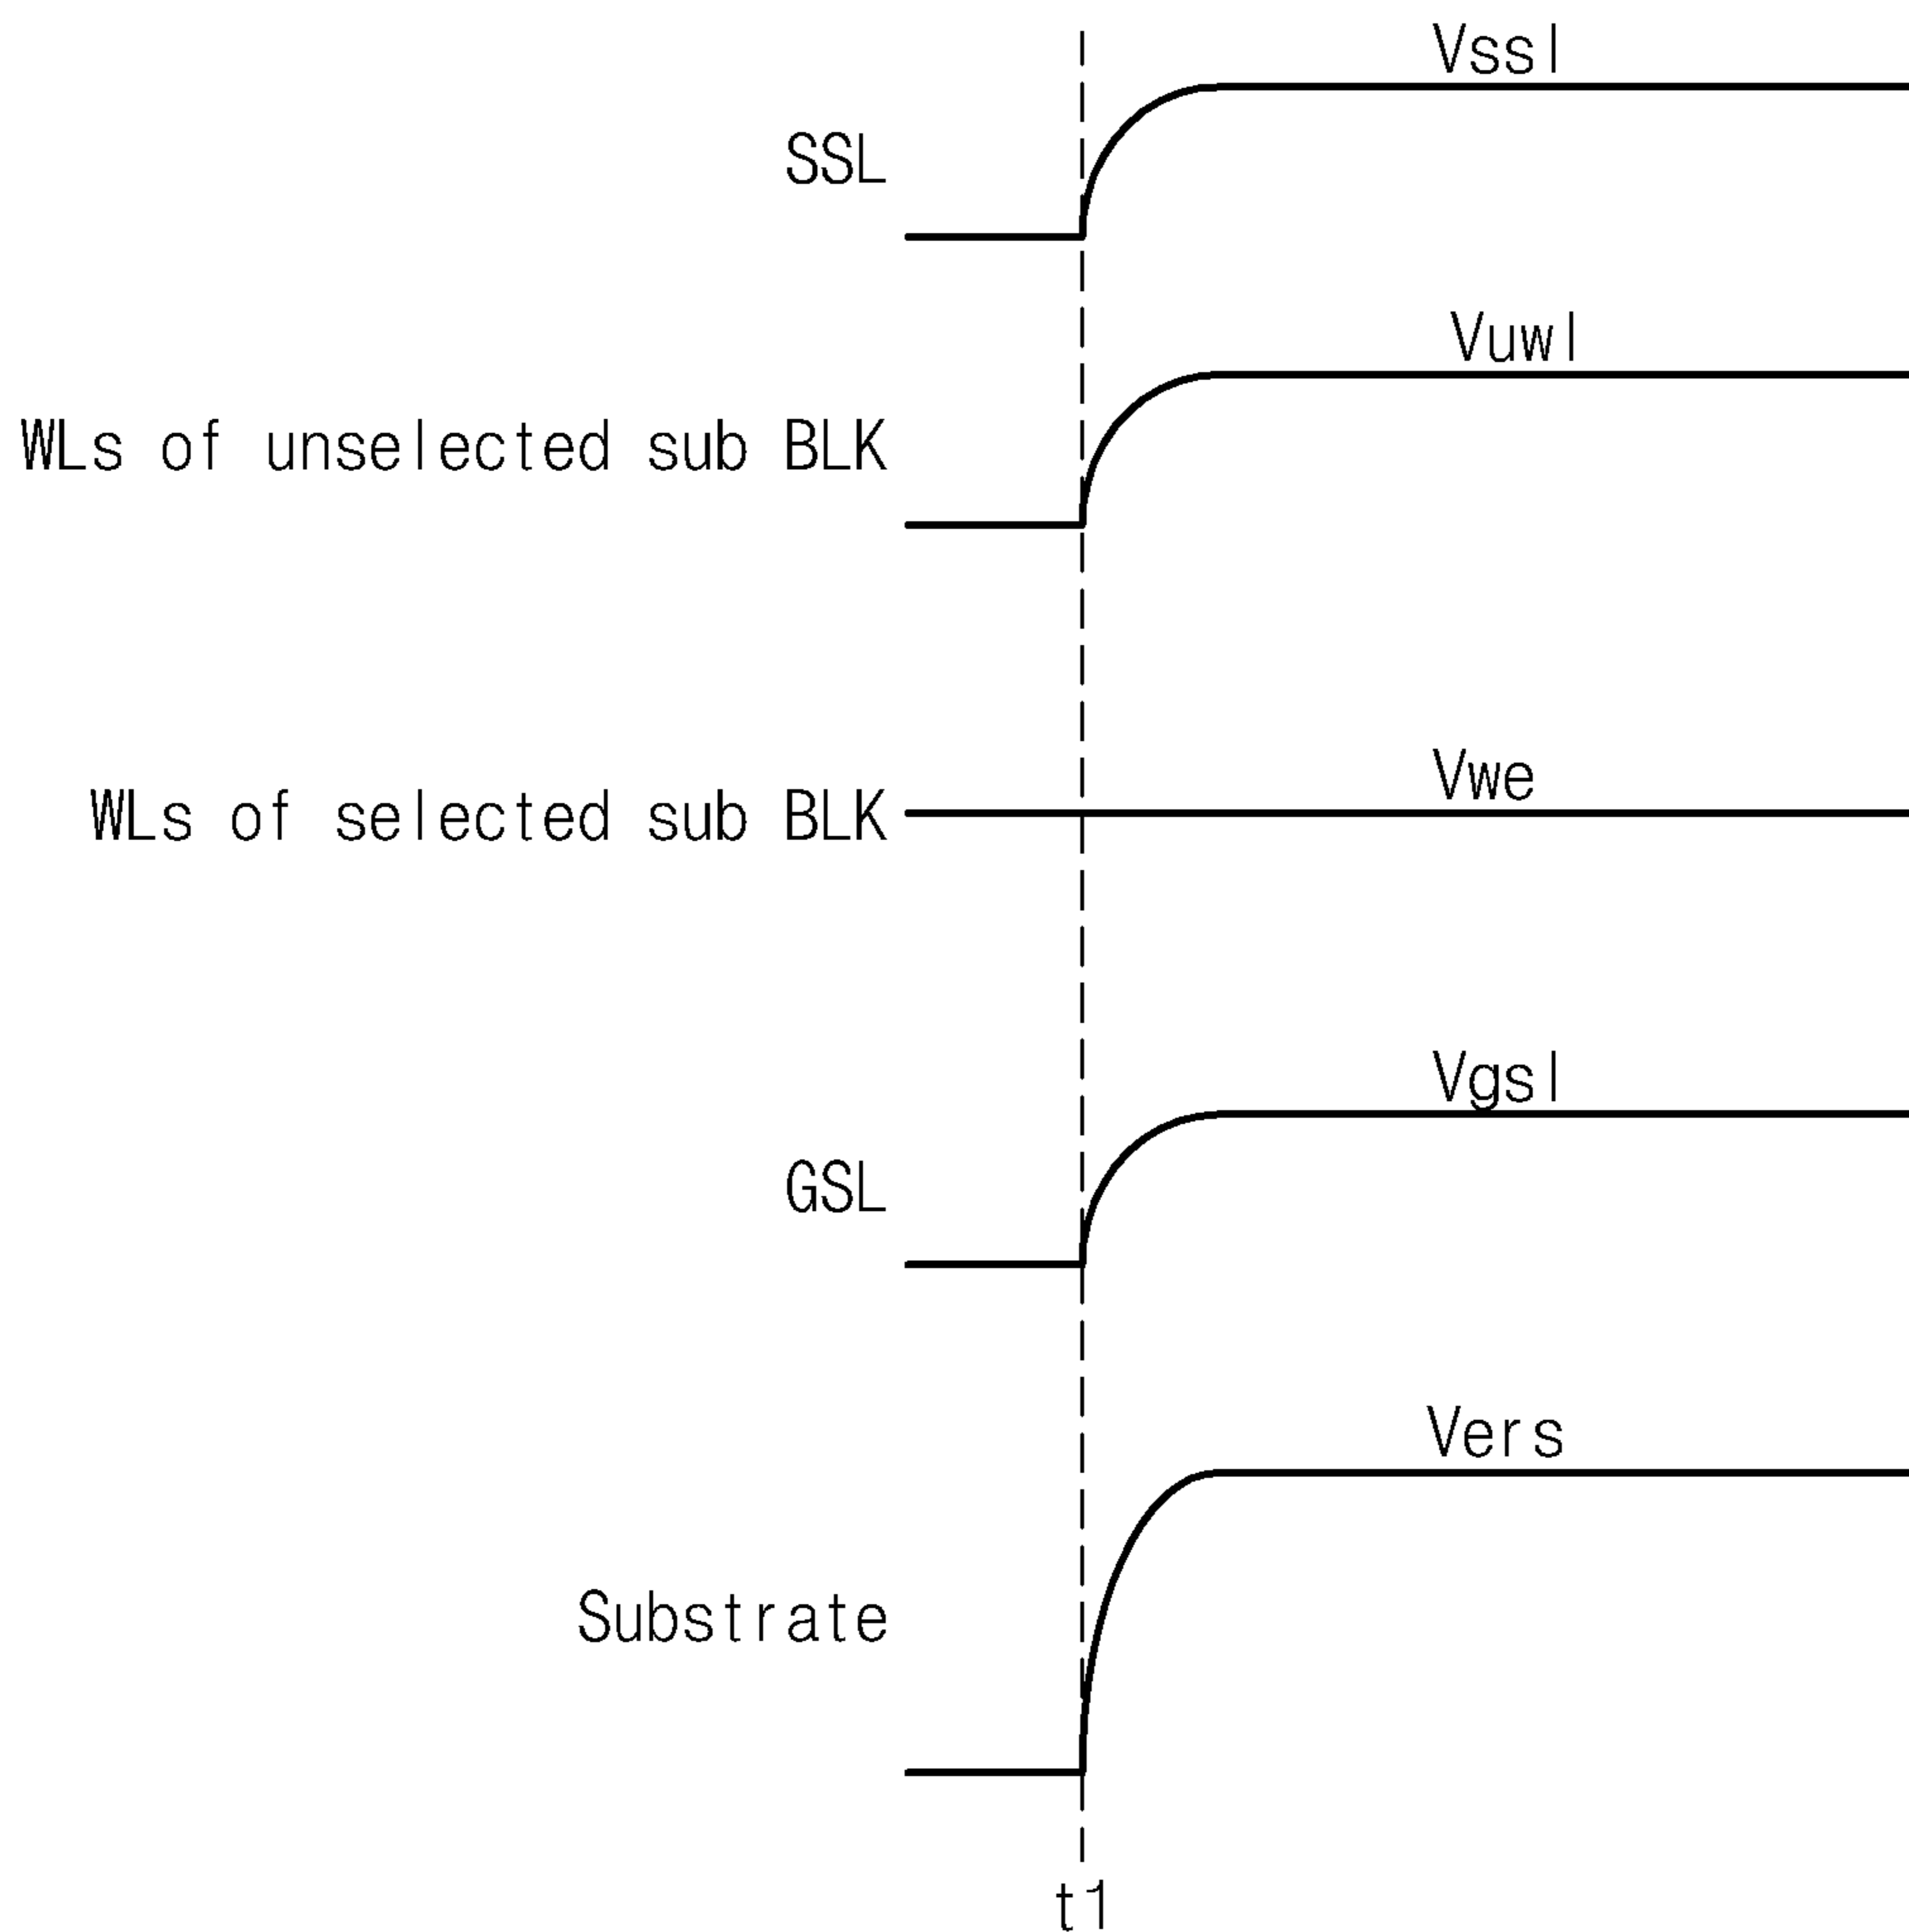 Vssl
SSL
Vuwl
WLs of unselected sub BLK
Vwe
WLs of selected sub BLK
Vgsl
GSL
Vers
Substrate
t1